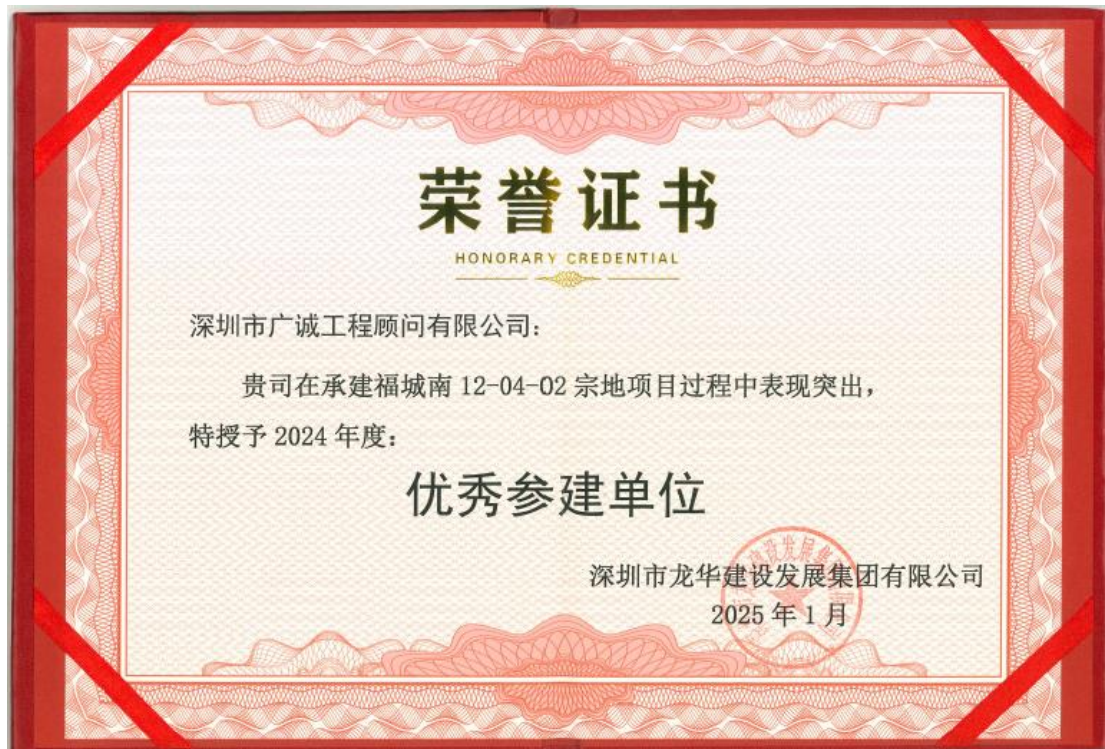 荣誉证书
HONORARY CREDENTIAL
深圳市广诚工程顾问有限公司：
贵司在承建福城南 12-04-02 宗地项目过程中表现突出，
特授予 2024 年度：
优秀参建单位
深圳市龙华建设发展集团有限公司
2025 年 1 月